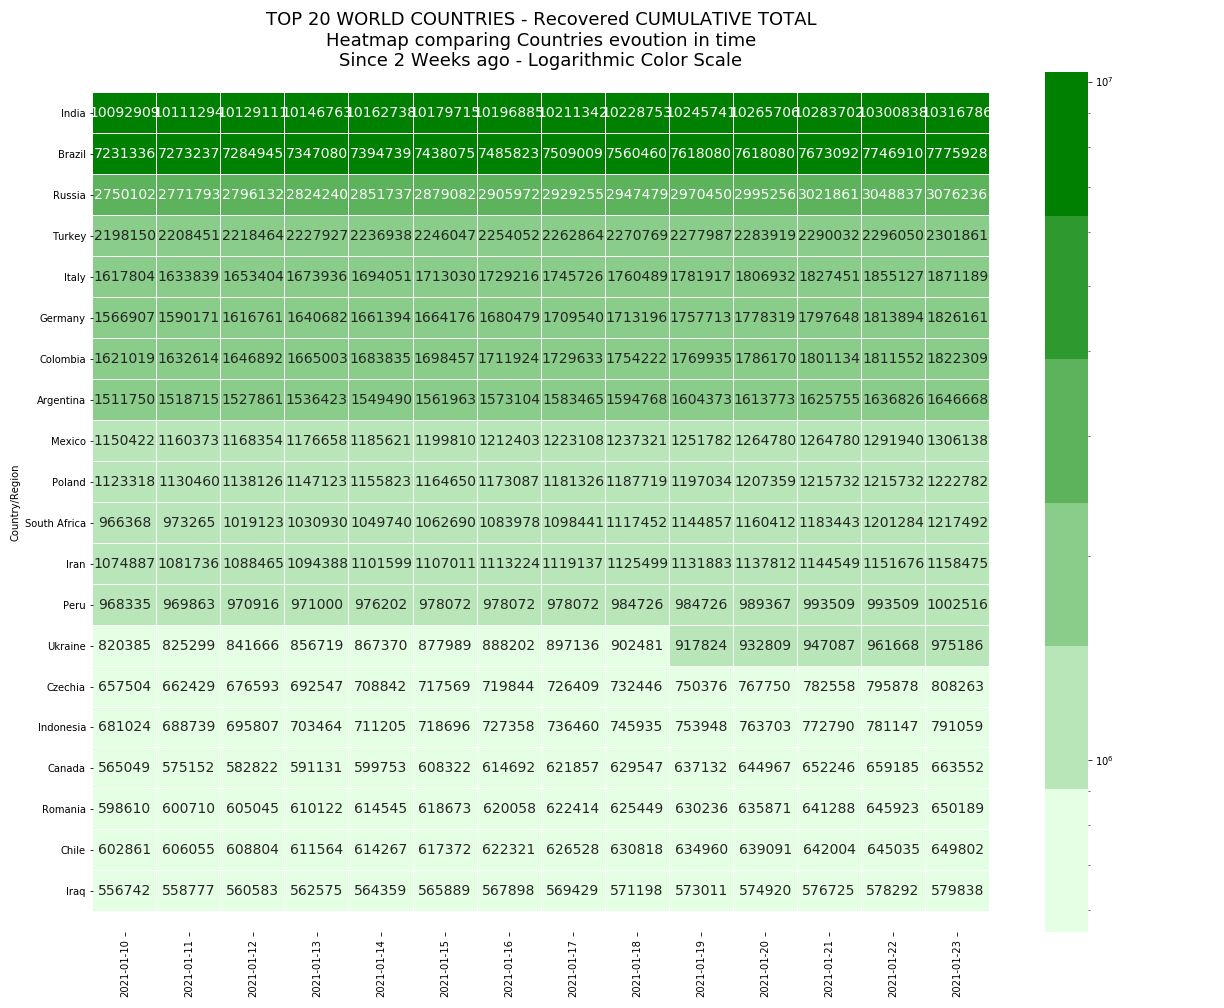 TOP 20 WORLD COUNTRIES - Recovered CUMULATIVE TOTAL
Heatmap comparing Countries evoution in time
Since 2 Weeks ago - Logarithmic Color Scale
India 10092909 10111294 10129111 10146763 10162738 10179715 10196885 10211342 10228753 10245741 10265706 10283702 10300838 10316786
Brazil 7231336 7273237 7284945 7347080 7394739 7438075 7485823 7509009 7560460 7618080 7618080 7673092 7746910 7775928
Russia 2750102 2771793 2796132 2824240 2851737 2879082 2905972 2929255 2947479 2970450 2995256 3021861 3048837 3076236
Turkey 2198150 2208451 2218464 2227927 2236938 2246047 2254052 2262864 2270769 2277987 2283919 2290032 2296050 2301861
Italy 1617804 1633839 1653404 1673936 1694051 1713030 1729216 1745726 1760489 1781917 1806932 1827451 1855127 1871189
Germany 1566907 1590171 1616761 1640682 1661394 1664176 1680479 1709540 1713196 1757713 1778319 1797648 1813894 1826161
Colombia 1621019 1632614 1646892 1665003 1683835 1698457 1711924 1729633 1754222 1769935 1786170 1801134 1811552 1822309
Argentina 1511750 1518715 1527861 1536423 1549490 1561963 1573104 1583465 1594768 1604373 1613773 1625755 1636826 1646668
Mexico 1150422 1160373 1168354 1176658 1185621 1199810 1212403 1223108 1237321 1251782 1264780 1264780 1291940 1306138
Poland 1123318 1130460 1138126 1147123 1155823 1164650 1173087 1181326 1187719 1197034 1207359 1215732 1215732 1222782
South Africa 966368 973265 1019123 1030930 1049740 1062690 1083978 1098441 1117452 1144857 1160412 1183443 1201284 1217492
Iran 1074887 1081736 1088465 1094388 1101599 1107011 1113224 1119137 1125499 1131883 1137812 1144549 1151676 1158475
Peru 968335 969863 970916 971000 976202 978072 978072 978072 984726 984726 989367 993509 993509 1002516
Ukraine 820385 825299 841666 856719 867370 877989 888202 897136 902481 917824 932809 947087 961668 975186
Czechia 657504 662429 676593 692547 708842 717569 719844 726409 732446 750376 767750 782558 795878 808263
Indonesia 681024 688739 695807 703464 711205 718696 727358 736460 745935 753948 763703 772790 781147 791059
Canada 565049 575152 582822 591131 599753 608322 614692 621857 629547 637132 644967 652246 659185 663552
Romania 598610 600710 605045 610122 614545 618673 620058 622414 625449 630236 635871 641288 645923 650189
Chile 602861 606055 608804 611564 614267 617372 622321 626528 630818 634960 639091 642004 645035 649802
Iraq 556742 558777 560583 562575 564359 565889 567898 569429 571198 573011 574920 576725 578292 579838
2021-01-10 2021-01-11 2021-01-12 2021-01-13 2021-01-14 2021-01-15 2021-01-16 2021-01-17 2021-01-18 2021-01-19 2021-01-20 2021-01-21 2021-01-22 2021-01-23
Country/Region
10⁷
10⁶